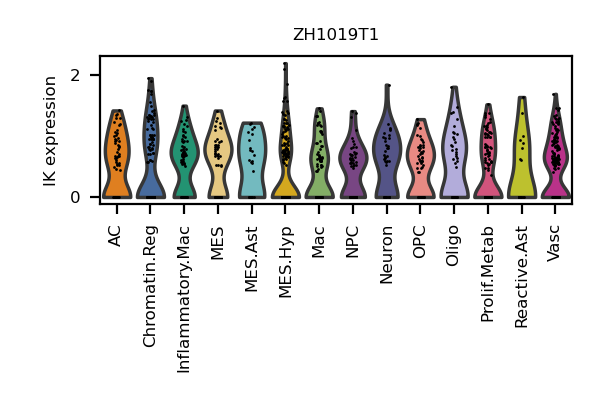 ZH1019T1
IK expression
2
0
AC
Chromatin.Reg
Inflammatory.Mac
MES
MES.Ast
MES.Hyp
Mac
NPC
Neuron
OPC
Oligo
Prolif.Metab
Reactive.Ast
Vasc